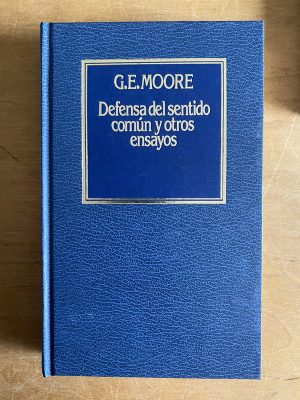 G.E.MOORE
Defensa del sentido
común y otros
ensayos